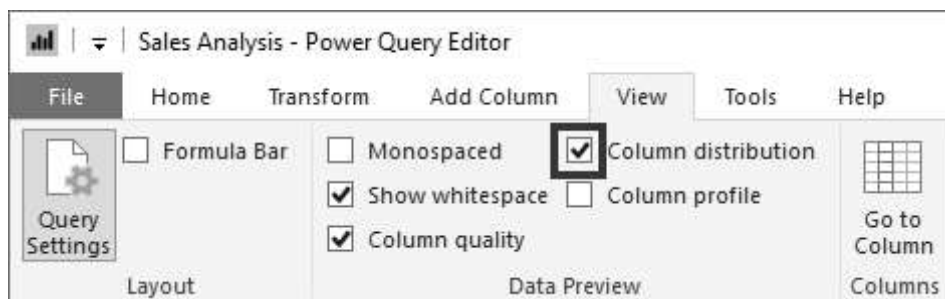 Sales Analysis - Power Query Editor
File Home Transform Add Column View Tools Help
Formula Bar Monospaced Column distribution
Show whitespace Column profile
Query Settings Column quality Go to Column
Layout Data Preview Columns